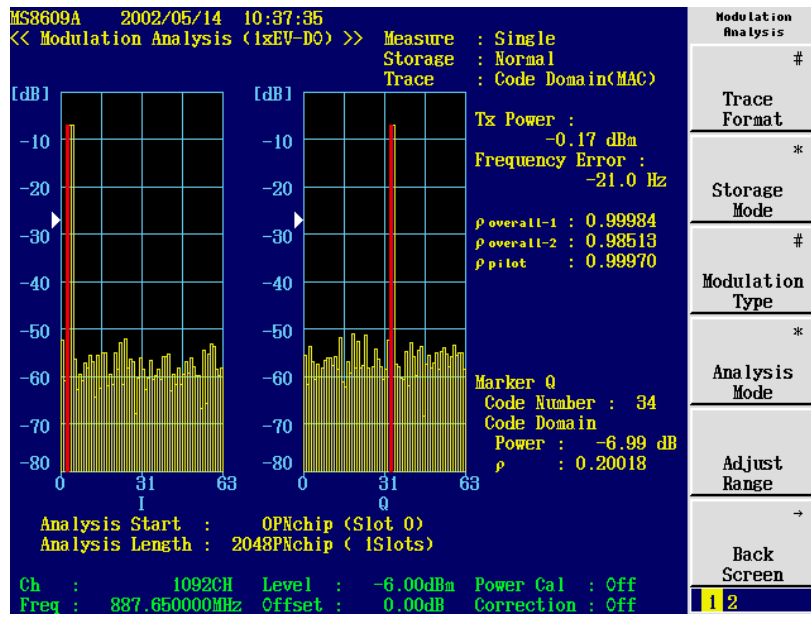 MS8609A 2002/05/14 10:37:35
<< Modulation Analysis (1xEV-DO) >> Measure : Single
Storage : Normal
Trace : Code Domain(MAC)
[dB] [dB]
Tx Power :
-0.17 dBm
Frequency Error :
-21.0 Hz
ρ overall-1 : 0.99984
ρ overall-2 : 0.98513
ρ pilot : 0.99970
-10 -10
-20 -20
-30 -30
-40 -40
-50 -50
-60 -60
-70 -70
-80 -80
0 31 63 0 31 63
I Q
Marker Q
Code Number : 34
Code Domain
Power : -6.99 dB
ρ : 0.20018
Analysis Start : 0PNchip (Slot 0)
Analysis Length : 2048PNchip ( 1Slots)
Ch : 1092CH Level : -6.00dBm Power Cal : Off
Freq : 887.650000MHz Offset : 0.00dB Correction : Off
Modulation
Analysis
#
Trace
Format
*
Storage
Mode
#
Modulation
Type
*
Analysis
Mode
Adjust
Range
→
Back
Screen
1 2